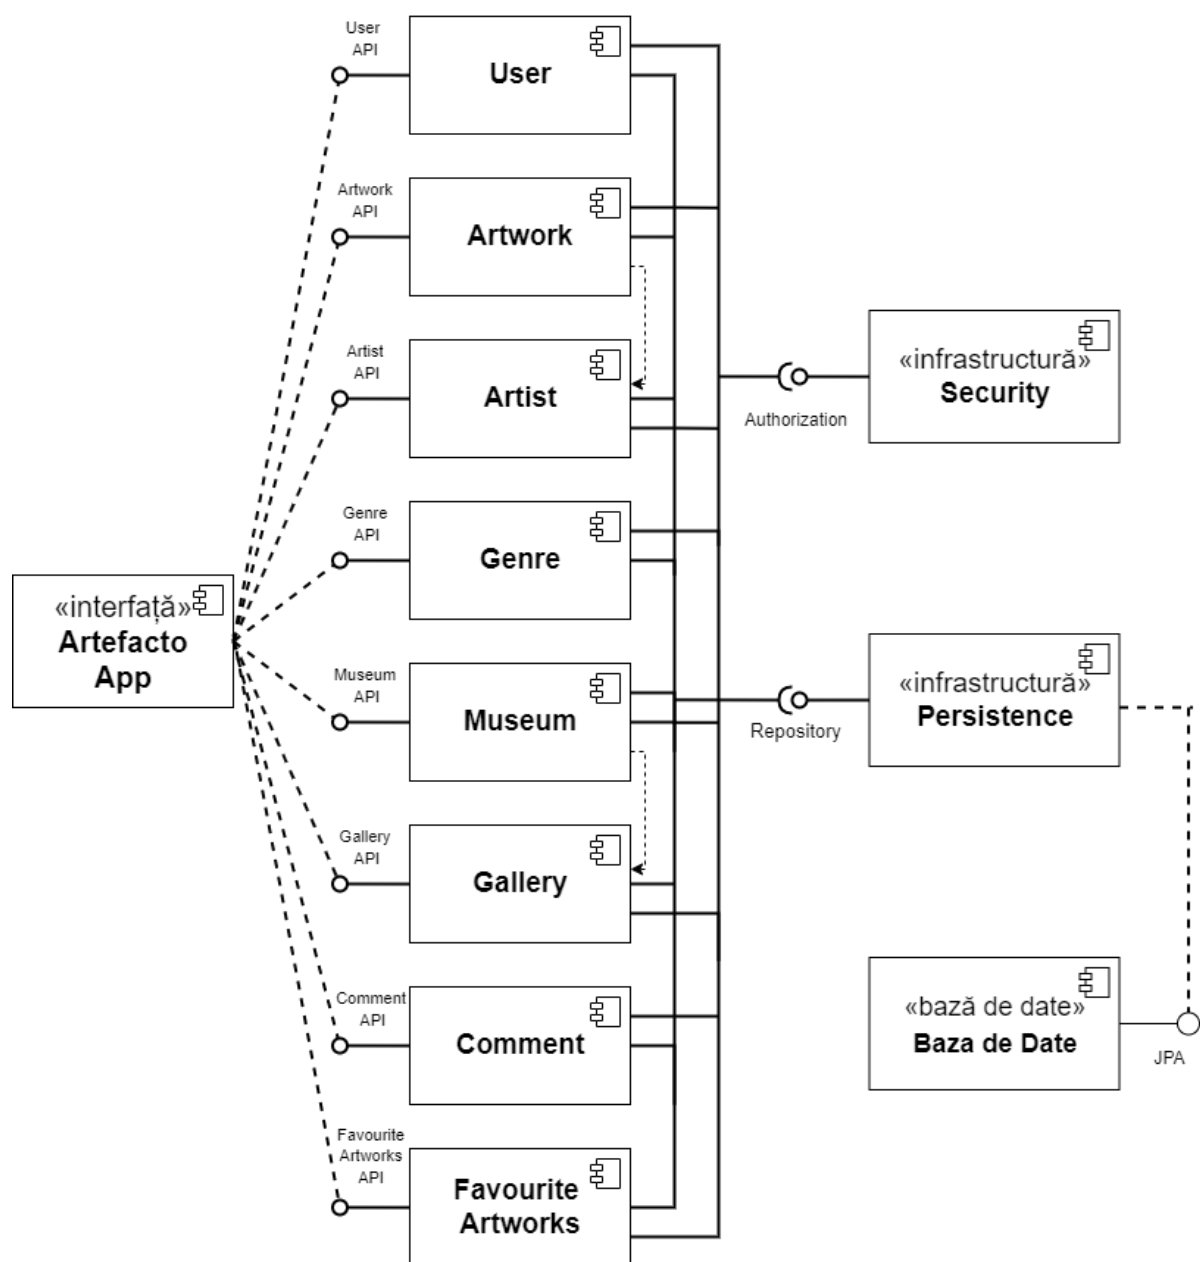 User
API
User
Artwork
API
Artwork
Artist
API
Artist
«infrastructură»
Security
Authorization
Genre
API
Genre
«interfață»
Artefacto
App
Museum
API
Museum
«infrastructură»
Persistence
Repository
Gallery
API
Gallery
Comment
API
Comment
«bază de date»
Baza de Date
JPA
Favourite
Artworks
API
Favourite
Artworks